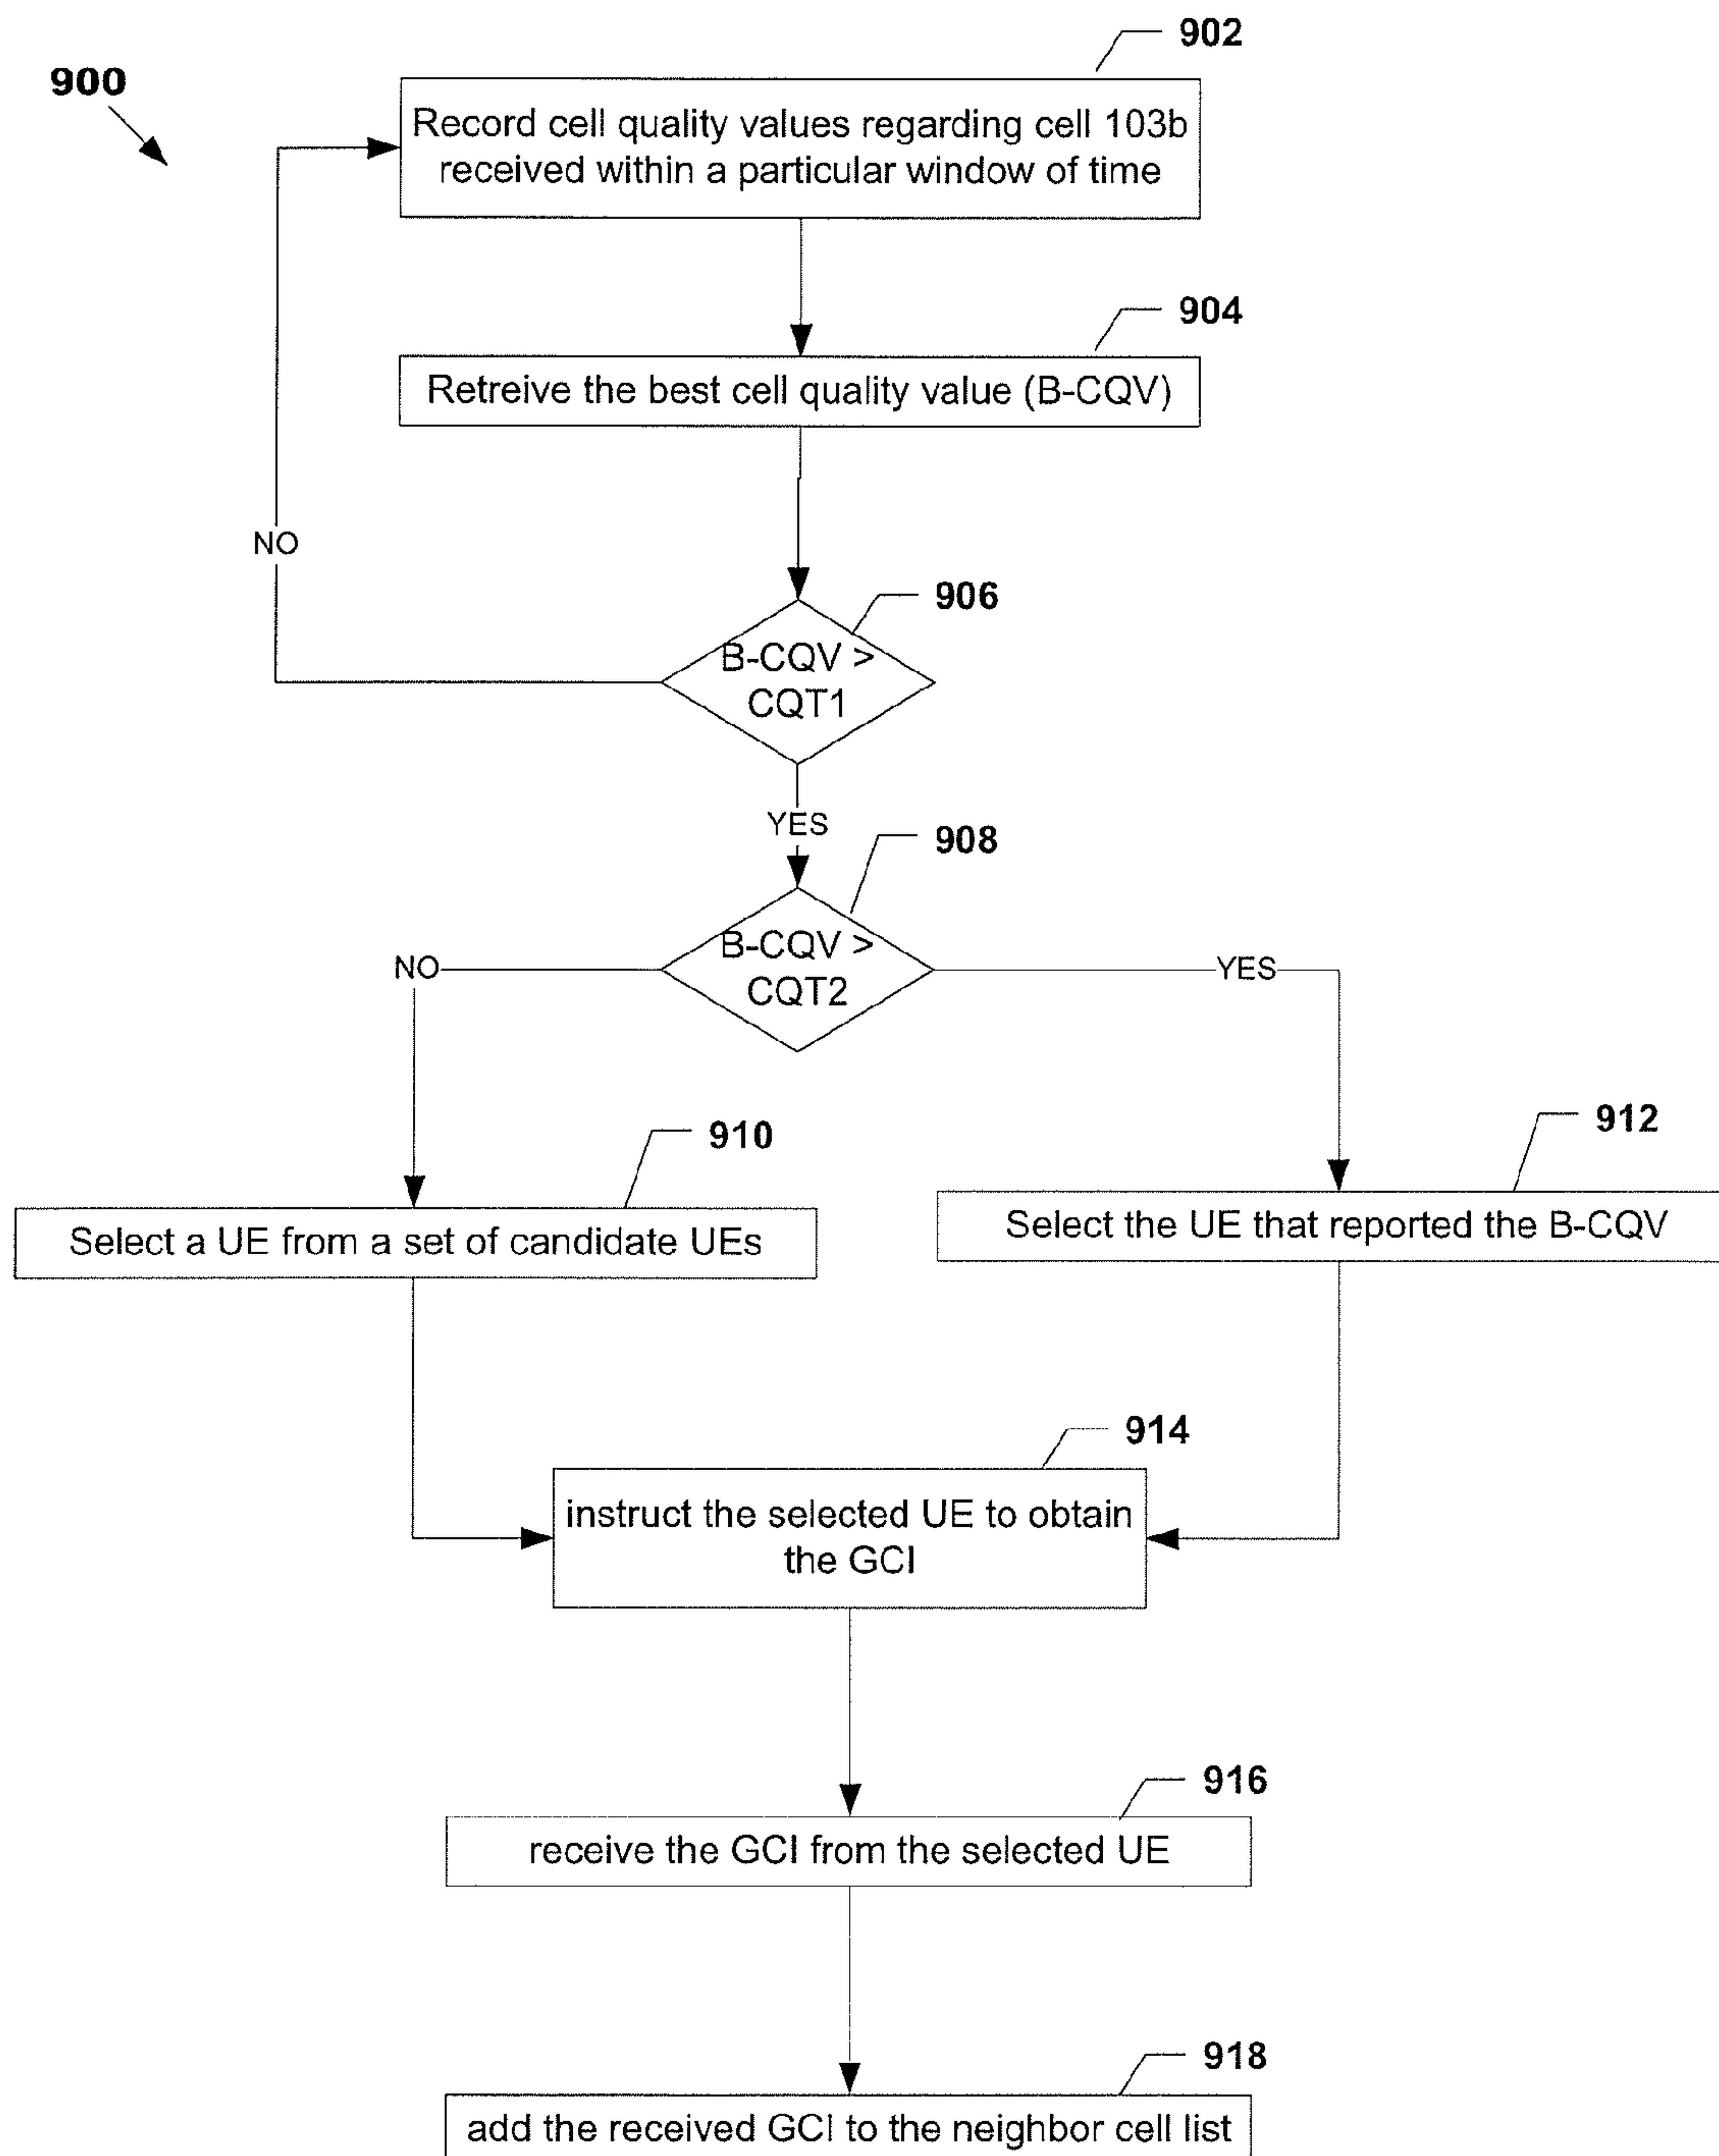 902
900
Record cell quality values regarding cell 103b
received within a particular window of time
904
Retreive the best cell quality value (B-CQV)
NO
906
B-CQV >
CQT1
YES
908
B-CQV >
CQT2
NO
YES
910
912
Select a UE from a set of candidate UEs
Select the UE that reported the B-CQV
914
instruct the selected UE to obtain
the GCI
916
receive the GCI from the selected UE
918
add the received GCI to the neighbor cell list